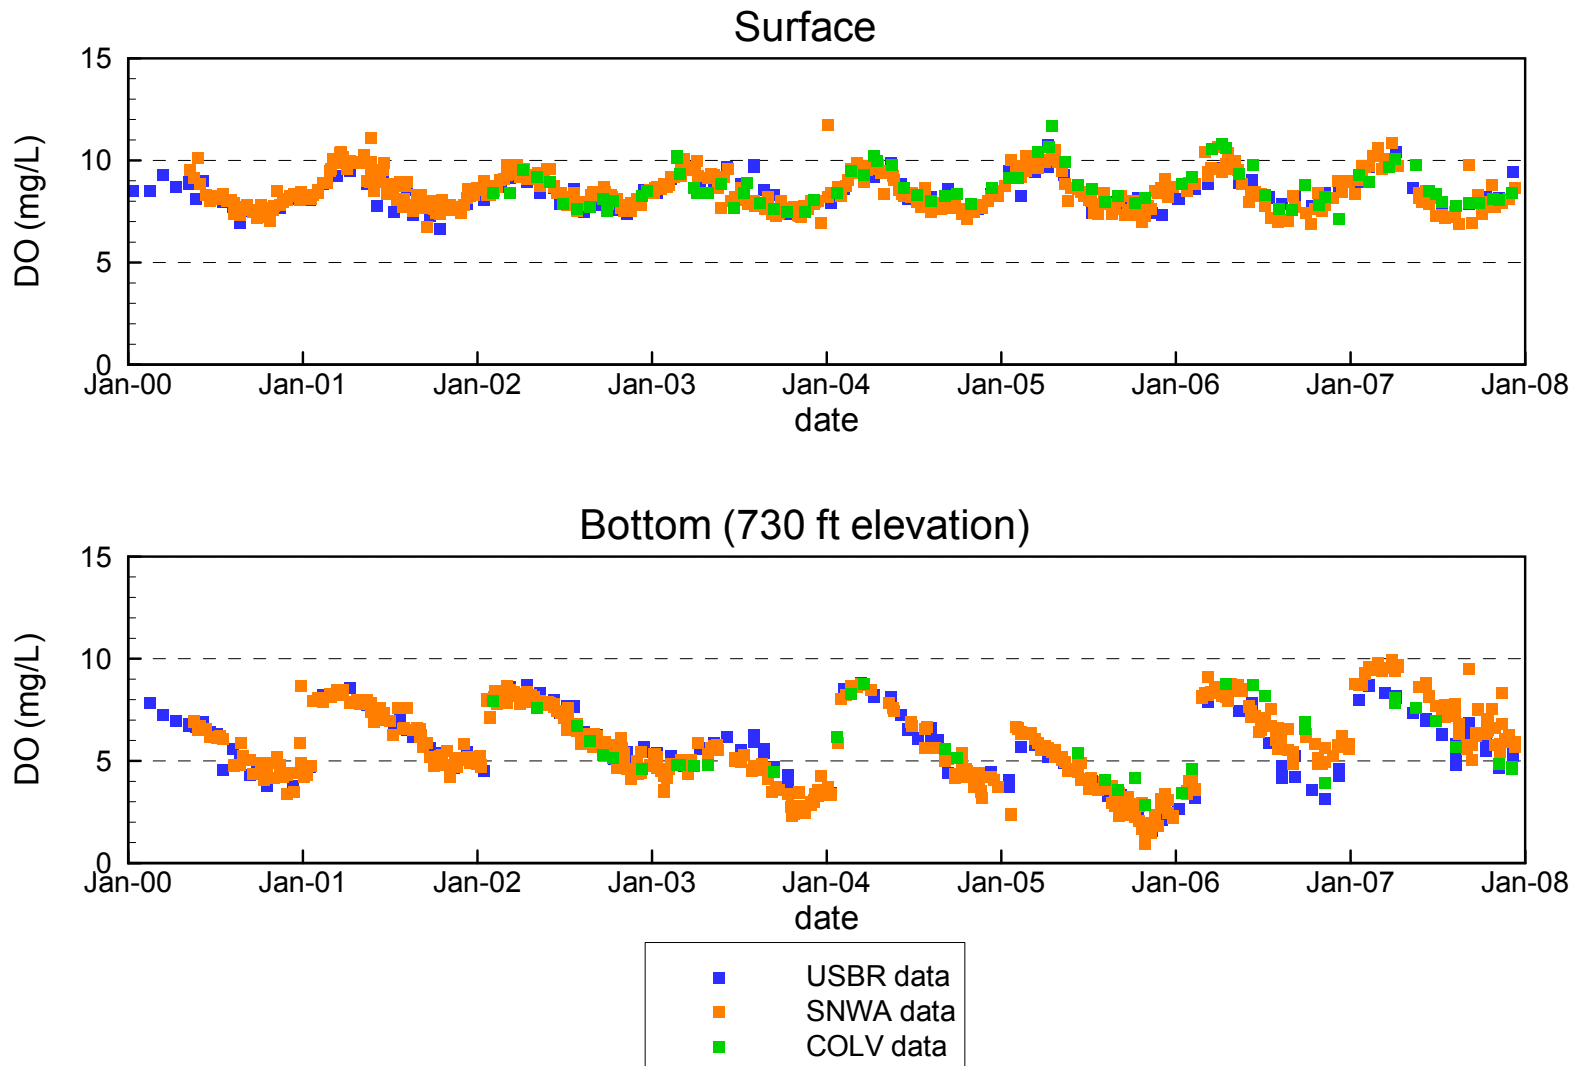 Surface
15
10
5
0
DO (mg/L)
Jan-00 Jan-01 Jan-02 Jan-03 Jan-04 Jan-05 Jan-06 Jan-07 Jan-08
date
Bottom (730 ft elevation)
15
10
5
0
DO (mg/L)
Jan-00 Jan-01 Jan-02 Jan-03 Jan-04 Jan-05 Jan-06 Jan-07 Jan-08
date
USBR data
SNWA data
COLV data